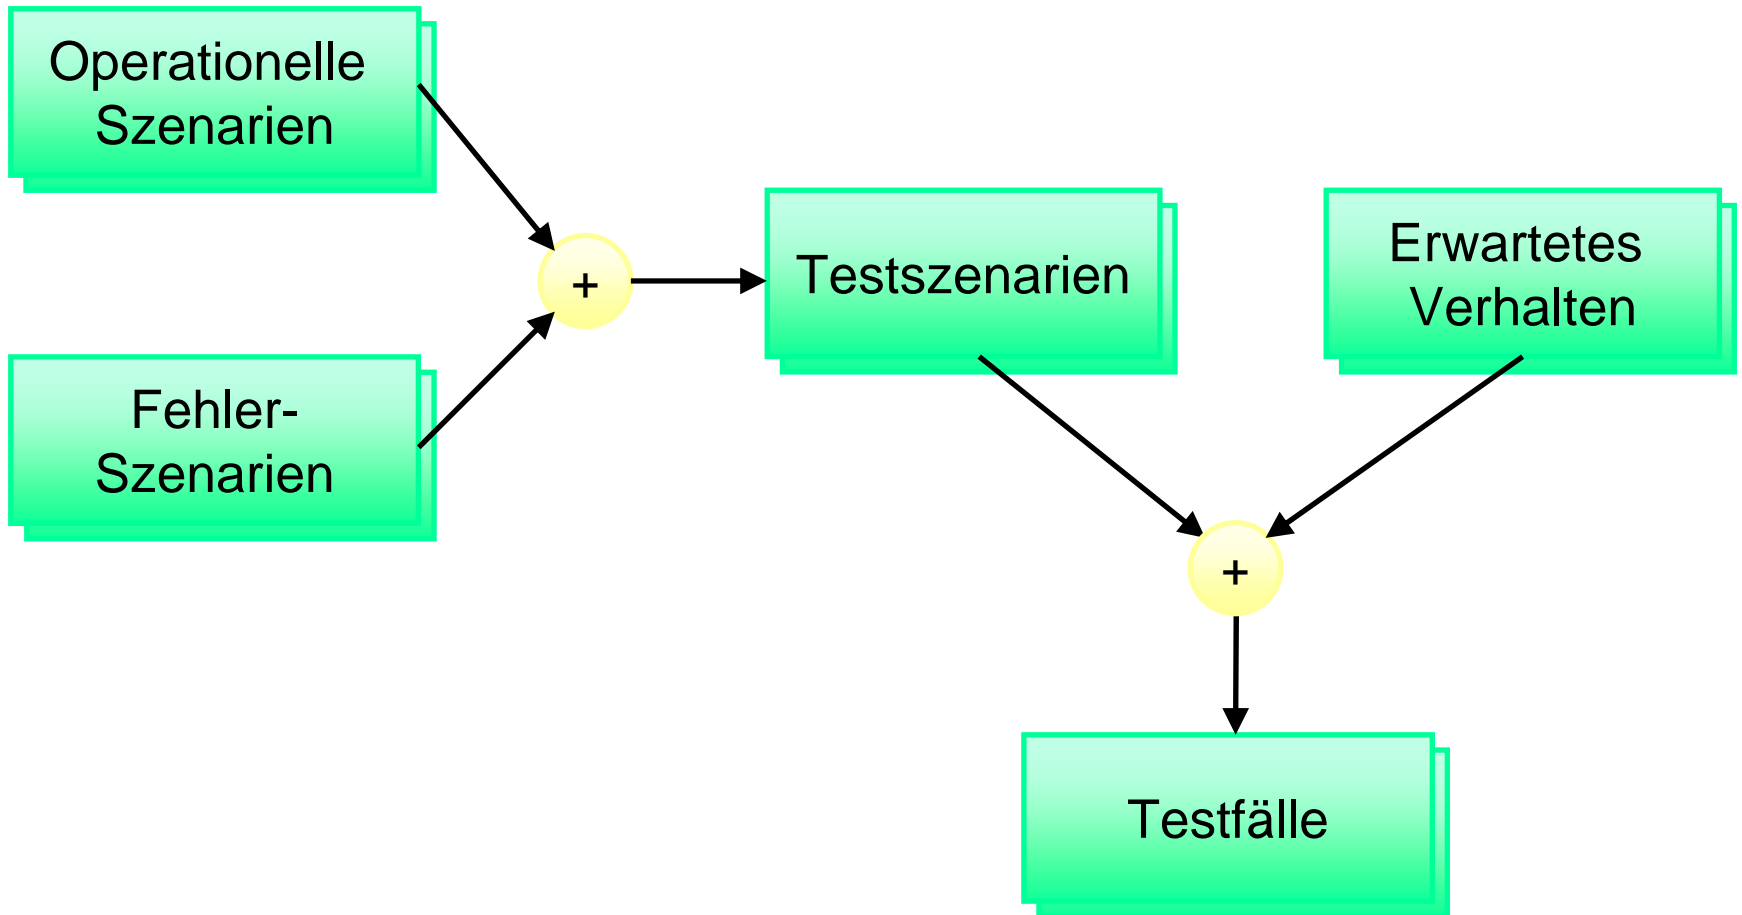 Operationelle
Szenarien
Fehler-
Szenarien
+
Testszenarien
Erwartetes
Verhalten
+
Testfälle